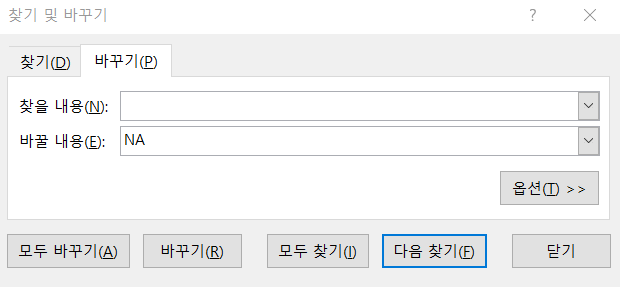 찾기 및 바꾸기
찾기(D) 바꾸기(P)
찾을 내용(N):
바꿀 내용(E): NA
옵션(T) >>
모두 바꾸기(A) 바꾸기(R) 모두 찾기(I) 다음 찾기(F) 닫기